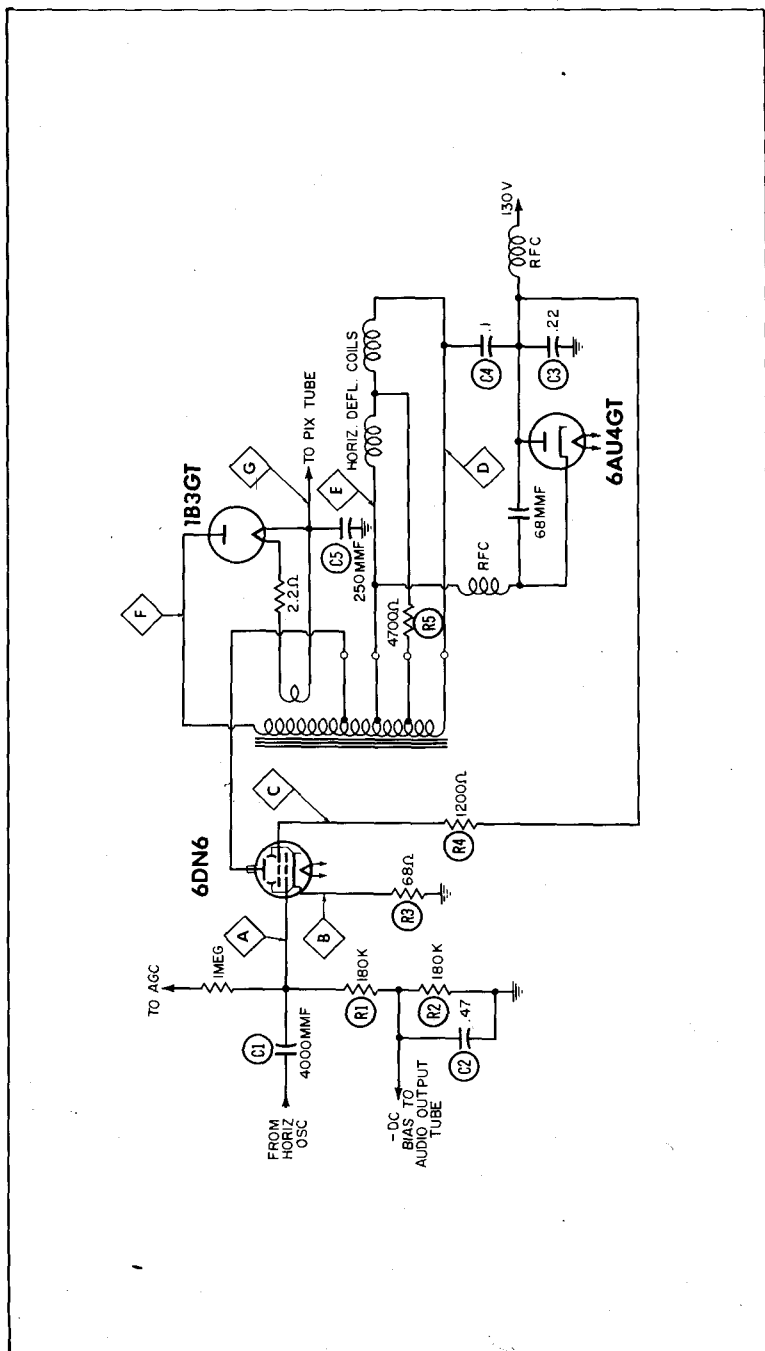 TO AGC
1MEG
A
C1
4000MMF
FROM
HORIZ
OSC
180K
R1
180K
R2
.47
C2
- DC
BIAS TO
AUDIO OUTPUT
TUBE
6DN6
B
68Ω
R3
C
1200Ω
R4
F
1B3GT
2.2Ω
G
TO PIX TUBE
C5
250MMF
E
HORIZ. DEFL. COILS
4700Ω
R5
D
RFC
68MMF
6AU4GT
C4
.1
C3
.22
RFC
130V